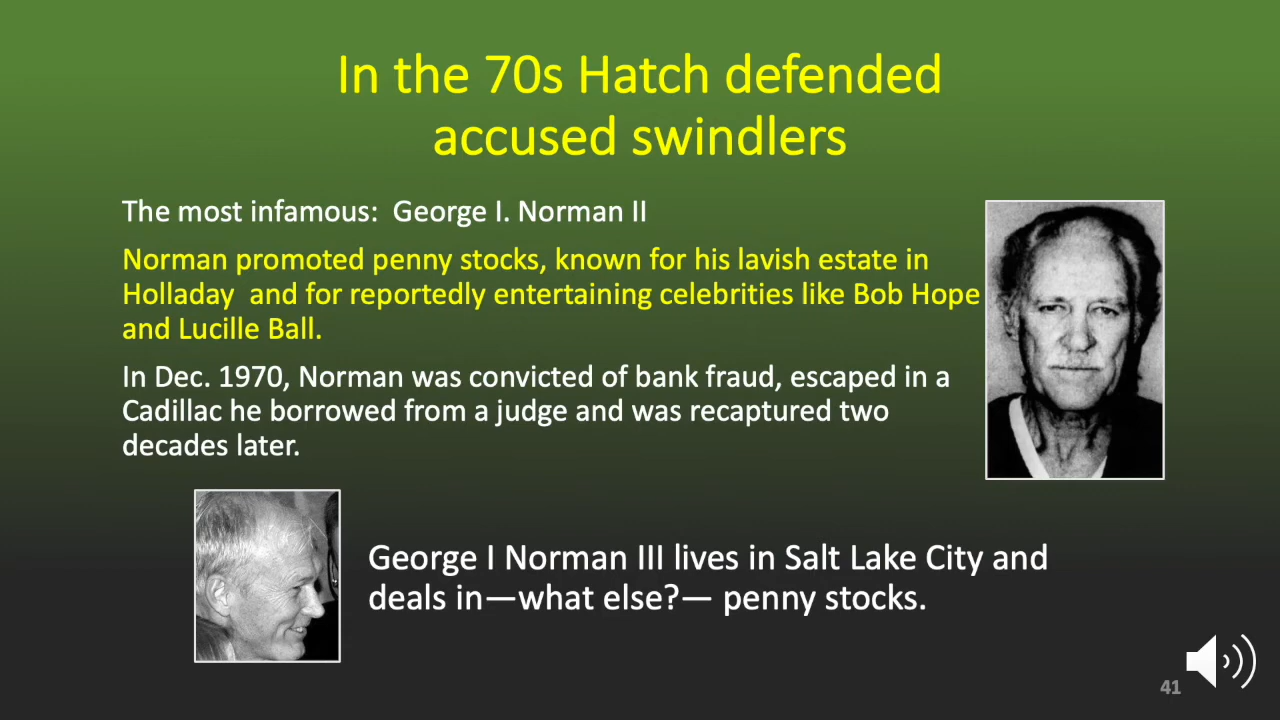 In the 70s Hatch defended
accused swindlers
The most infamous:  George I. Norman II
Norman promoted penny stocks, known for his lavish estate in
Holladay  and for reportedly entertaining celebrities like Bob Hope
and Lucille Ball.
In Dec. 1970, Norman was convicted of bank fraud, escaped in a
Cadillac he borrowed from a judge and was recaptured two
decades later.
George I Norman III lives in Salt Lake City and
deals in—what else?— penny stocks.
41